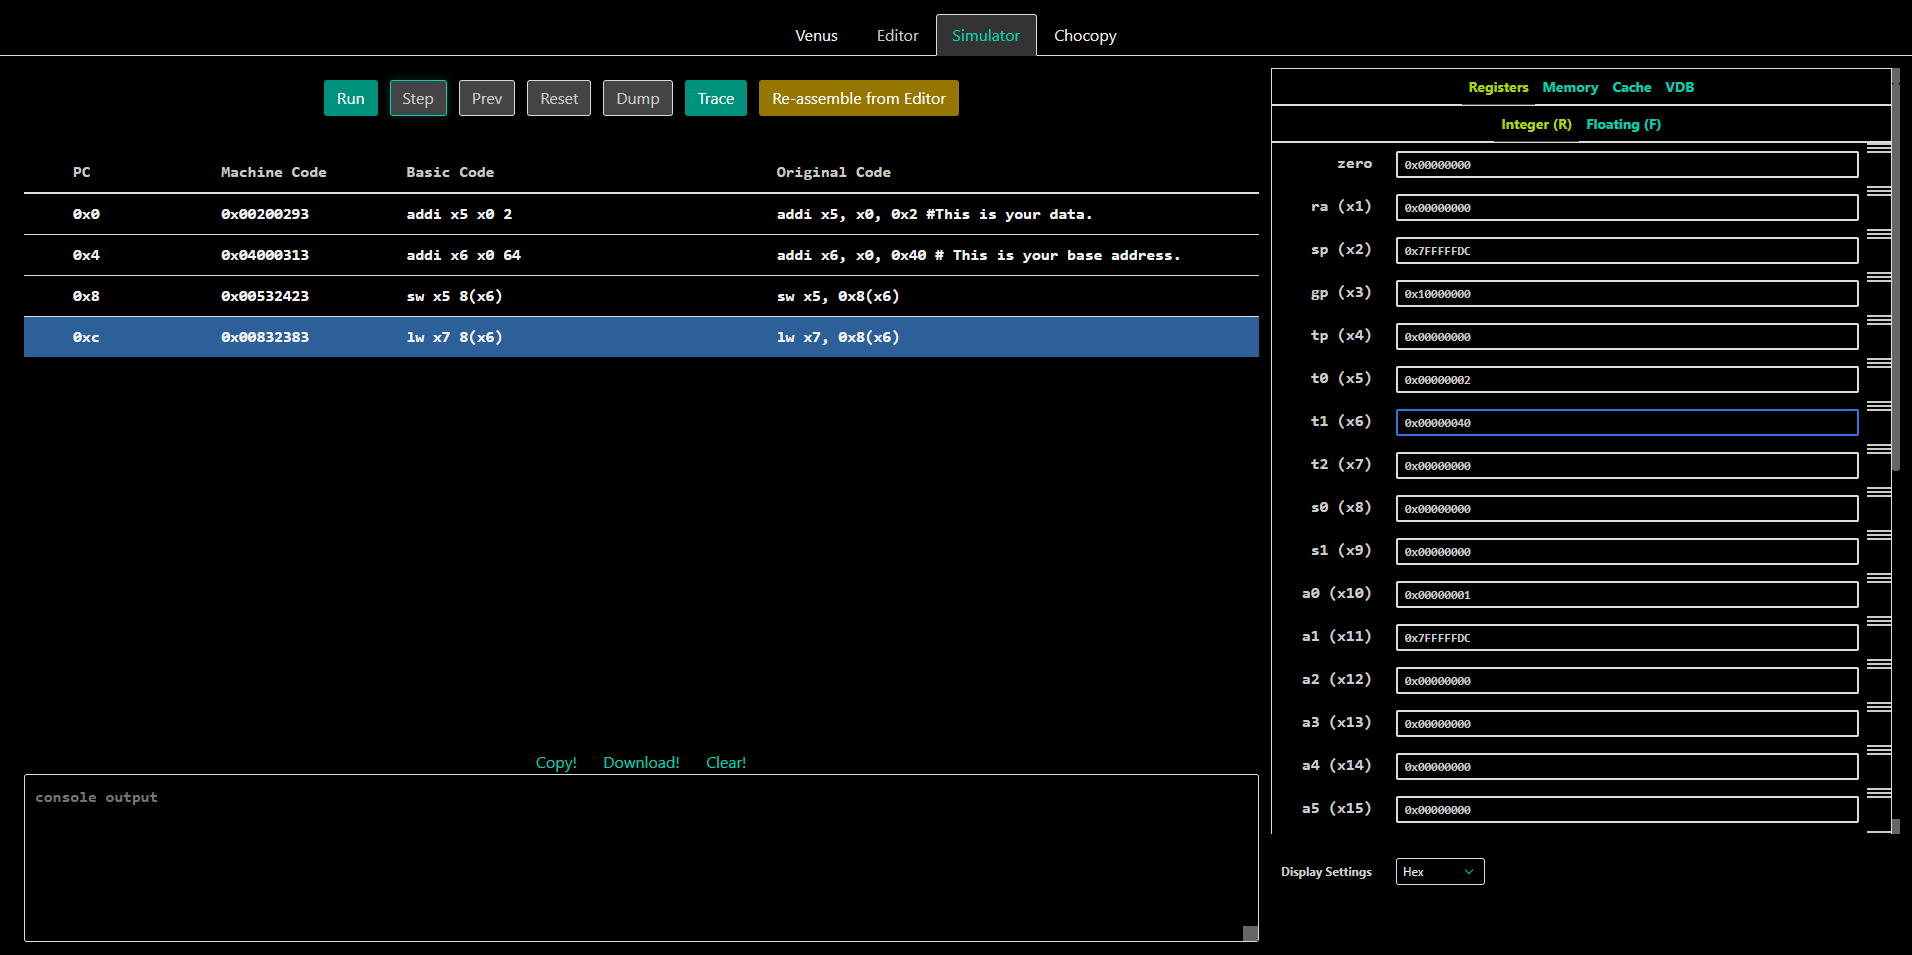 Venus Editor Simulator Chocopy
Run Step Prev Reset Dump Trace Re-assemble from Editor
PC Machine Code Basic Code Original Code
0x0 0x00200293 addi x5 x0 2 addi x5, x0, 0x2 #This is your data.
0x4 0x04000313 addi x6 x0 64 addi x6, x0, 0x40 # This is your base address.
0x8 0x00532423 sw x5 8(x6) sw x5, 0x8(x6)
0xc 0x00832383 lw x7 8(x6) lw x7, 0x8(x6)
Copy! Download! Clear!
console output
Registers Memory Cache VDB
Integer (R) Floating (F)
zero 0x00000000
ra (x1) 0x00000000
sp (x2) 0x7FFFFFDC
gp (x3) 0x10000000
tp (x4) 0x00000000
t0 (x5) 0x00000002
t1 (x6) 0x00000040
t2 (x7) 0x00000000
s0 (x8) 0x00000000
s1 (x9) 0x00000000
a0 (x10) 0x00000001
a1 (x11) 0x7FFFFFDC
a2 (x12) 0x00000000
a3 (x13) 0x00000000
a4 (x14) 0x00000000
a5 (x15) 0x00000000
Display Settings Hex